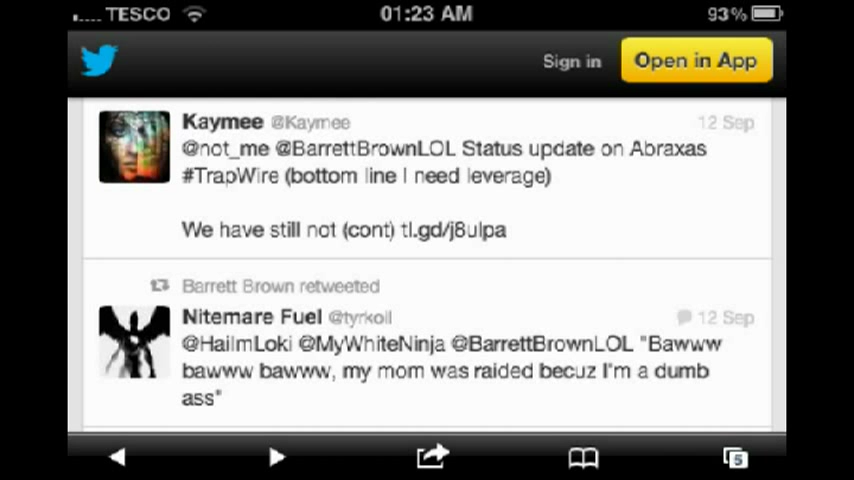 TESCO 01:23 AM 93%
Sign in Open in App
Kaymee @Kaymee 12 Sep
@not_me @BarrettBrownLOL Status update on Abraxas
#TrapWire (bottom line I need leverage)
We have still not (cont) tl.gd/j8ulpa
Barrett Brown retweeted
Nitemare Fuel @tyrkoil 12 Sep
@HailmLoki @MyWhiteNinja @BarrettBrownLOL "Bawww
bawww bawww, my mom was raided becuz I'm a dumb
ass"
5